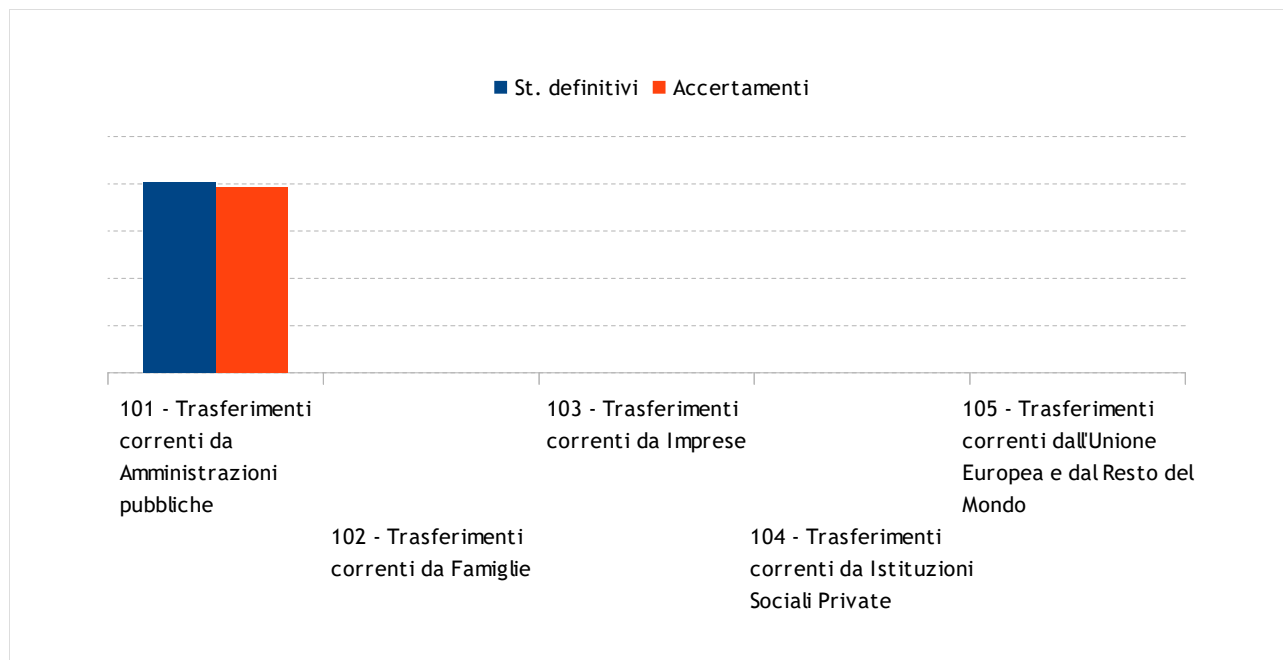 St. definitivi Accertamenti
101 - Trasferimenti
correnti da
Amministrazioni
pubbliche
102 - Trasferimenti
correnti da Famiglie
103 - Trasferimenti
correnti da Imprese
104 - Trasferimenti
correnti da Istituzioni
Sociali Private
105 - Trasferimenti
correnti dall'Unione
Europea e dal Resto del
Mondo